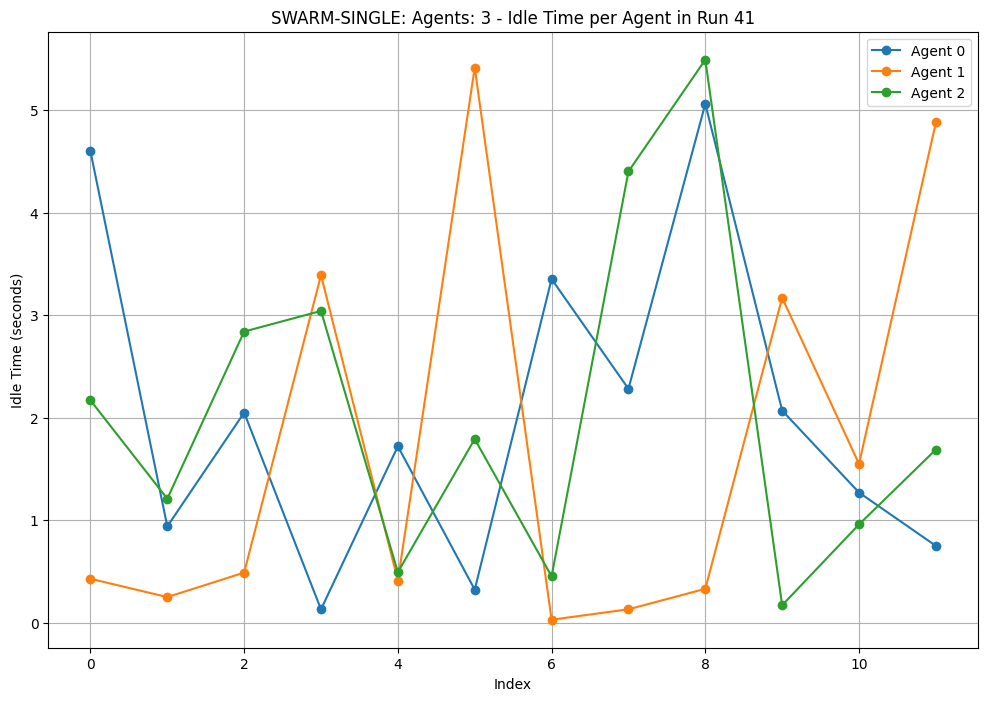 SWARM-SINGLE: Agents: 3 - Idle Time per Agent in Run 41
Agent 0
Agent 1
Agent 2
Idle Time (seconds)
5
4
3
2
1
0
0 2 4 6 8 10
Index